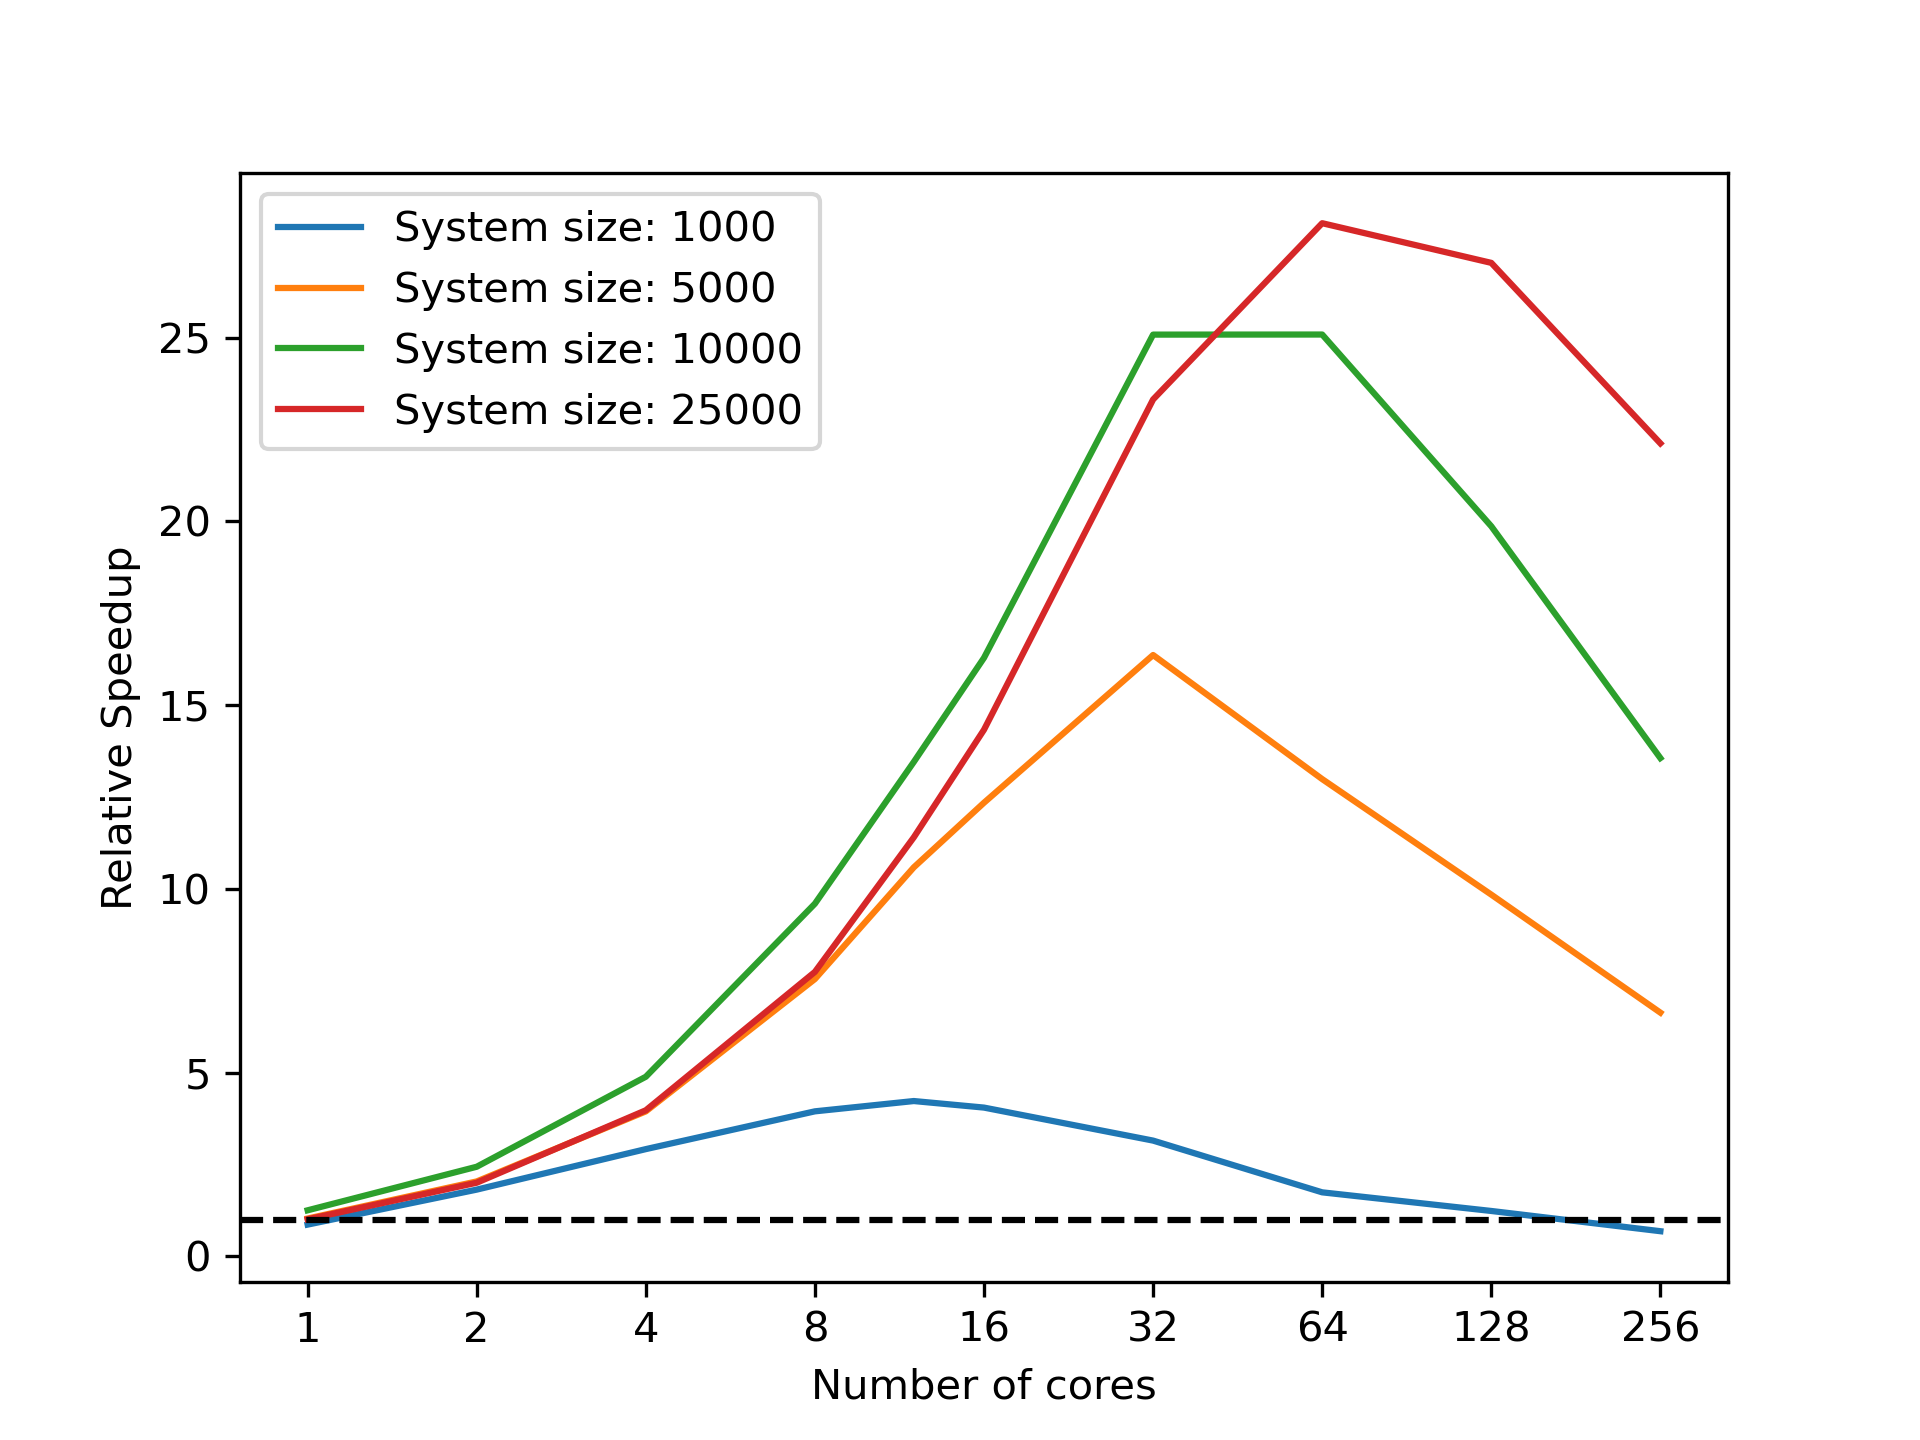 System size: 1000
System size: 5000
System size: 10000
System size: 25000
25
20
15
10
5
0
Relative Speedup
1 2 4 8 16 32 64 128 256
Number of cores